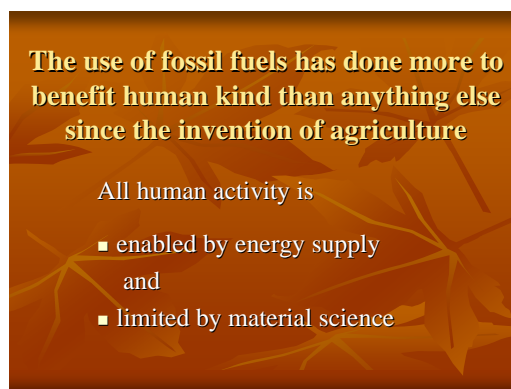 The use of fossil fuels has done more to
benefit human kind than anything else
since the invention of agriculture
All human activity is
enabled by energy supply
and
limited by material science